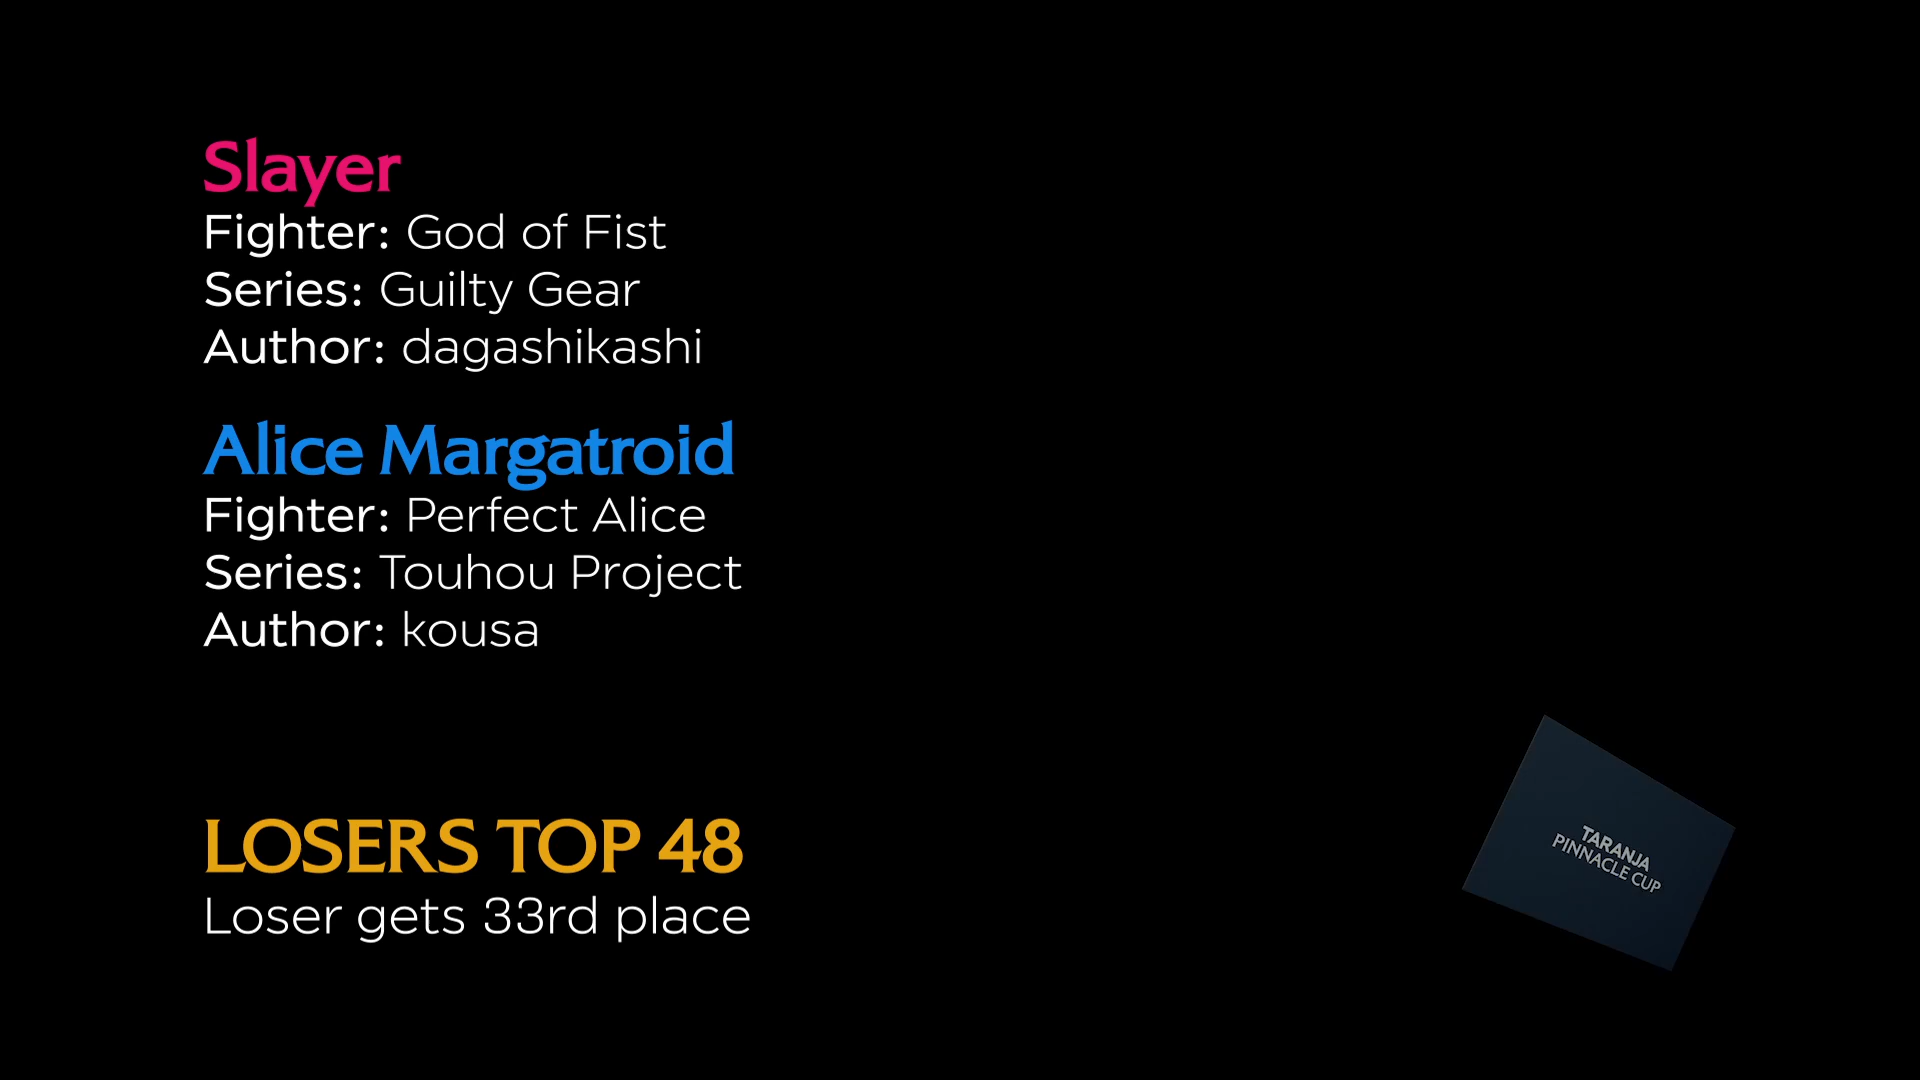 Slayer
Fighter: God of Fist
Series: Guilty Gear
Author: dagashikashi
Alice Margatroid
Fighter: Perfect Alice
Series: Touhou Project
Author: kousa
LOSERS TOP 48
Loser gets 33rd place
TARANJA
PINNACLE CUP